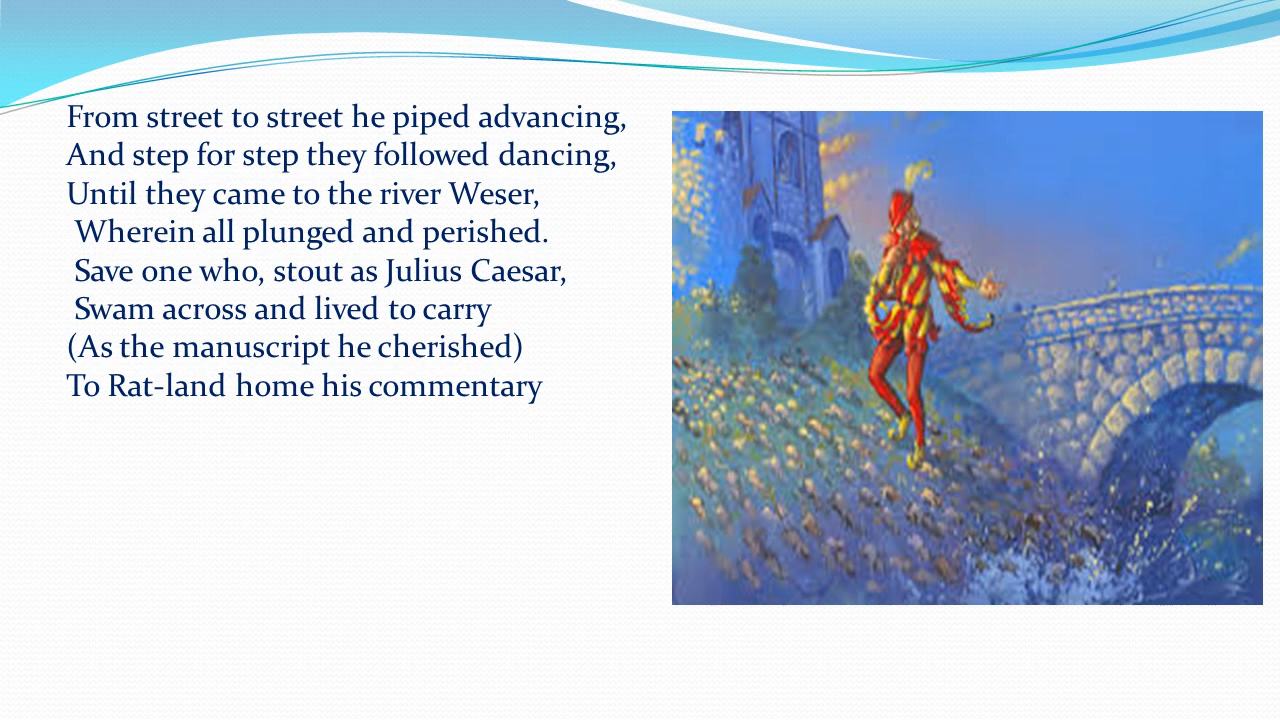 From street to street he piped advancing,
And step for step they followed dancing,
Until they came to the river Weser,
Wherein all plunged and perished.
Save one who, stout as Julius Caesar,
Swam across and lived to carry
(As the manuscript he cherished)
To Rat-land home his commentary